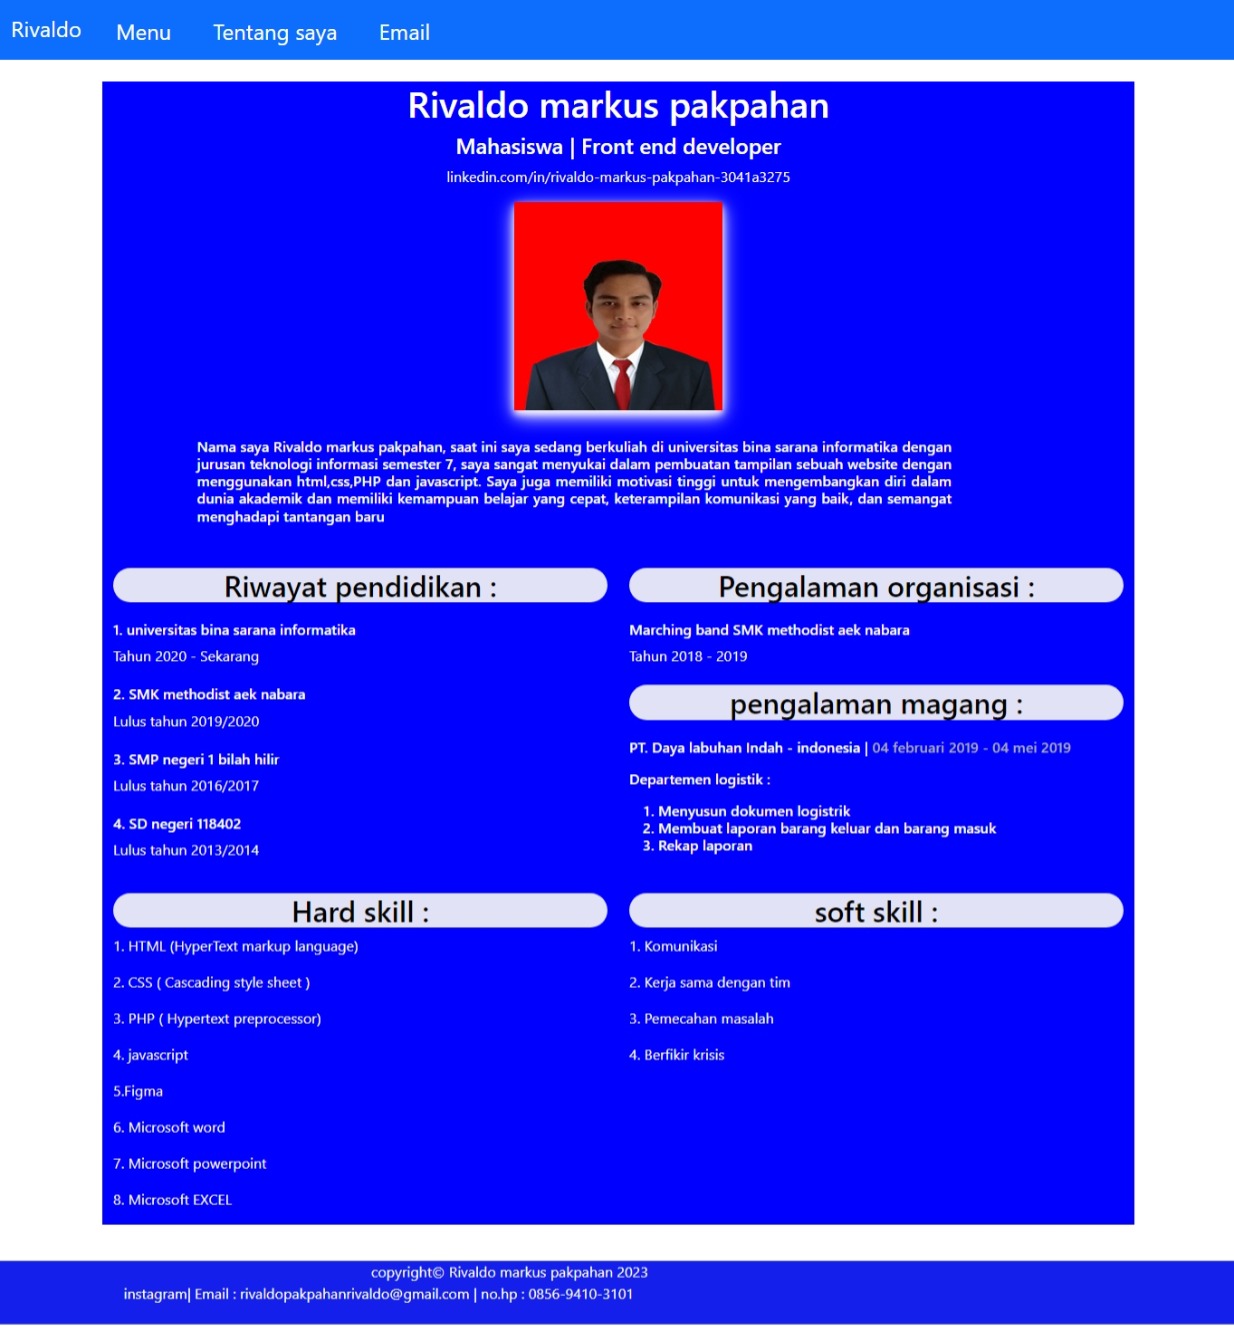 Rivaldo Menu Tentang saya Email
Rivaldo markus pakpahan
Mahasiswa | Front end developer
linkedin.com/in/rivaldo-markus-pakpahan-3041a3275
Nama saya Rivaldo markus pakpahan, saat ini saya sedang berkuliah di universitas bina sarana informatika dengan
jurusan teknologi informasi semester 7, saya sangat menyukai dalam pembuatan tampilan sebuah website dengan
menggunakan html,css,PHP dan javascript. Saya juga memiliki motivasi tinggi untuk mengembangkan diri dalam
dunia akademik dan memiliki kemampuan belajar yang cepat, keterampilan komunikasi yang baik, dan semangat
menghadapi tantangan baru
Riwayat pendidikan :
1. universitas bina sarana informatika
Tahun 2020 - Sekarang
2. SMK methodist aek nabara
Lulus tahun 2019/2020
3. SMP negeri 1 bilah hilir
Lulus tahun 2016/2017
4. SD negeri 118402
Lulus tahun 2013/2014
Pengalaman organisasi :
Marching band SMK methodist aek nabara
Tahun 2018 - 2019
pengalaman magang :
PT. Daya labuhan Indah - indonesia | 04 februari 2019 - 04 mei 2019
Departemen logistik :
1. Menyusun dokumen logistrik
2. Membuat laporan barang keluar dan barang masuk
3. Rekap laporan
Hard skill :
1. HTML (HyperText markup language)
2. CSS ( Cascading style sheet )
3. PHP ( Hypertext preprocessor)
4. javascript
5.Figma
6. Microsoft word
7. Microsoft powerpoint
8. Microsoft EXCEL
soft skill :
1. Komunikasi
2. Kerja sama dengan tim
3. Pemecahan masalah
4. Berfikir krisis
copyright© Rivaldo markus pakpahan 2023
instagram| Email : rivaldopakpahanrivaldo@gmail.com | no.hp : 0856-9410-3101